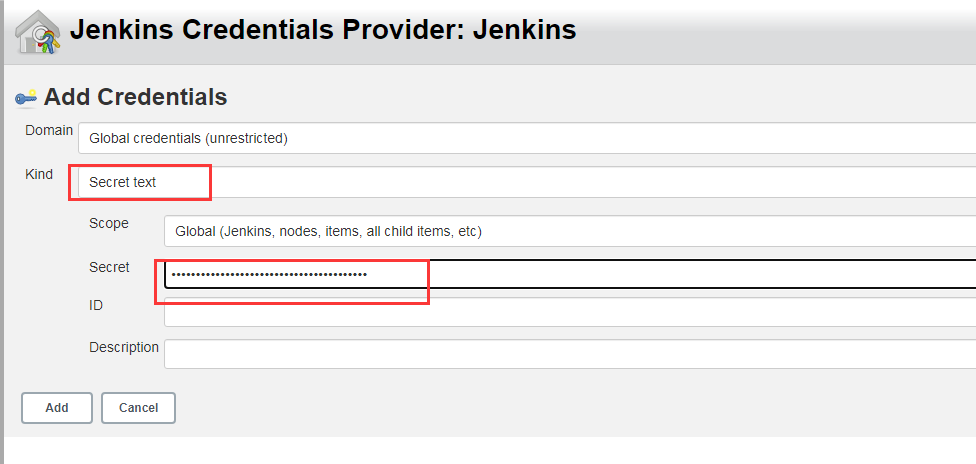 Jenkins Credentials Provider: Jenkins
Add Credentials
Domain
Global credentials (unrestricted)
Kind
Secret text
Scope
Global (Jenkins, nodes, items, all child items, etc)
Secret
••••••••••••••••••••••••••••••••••••••••
ID
Description
Add
Cancel